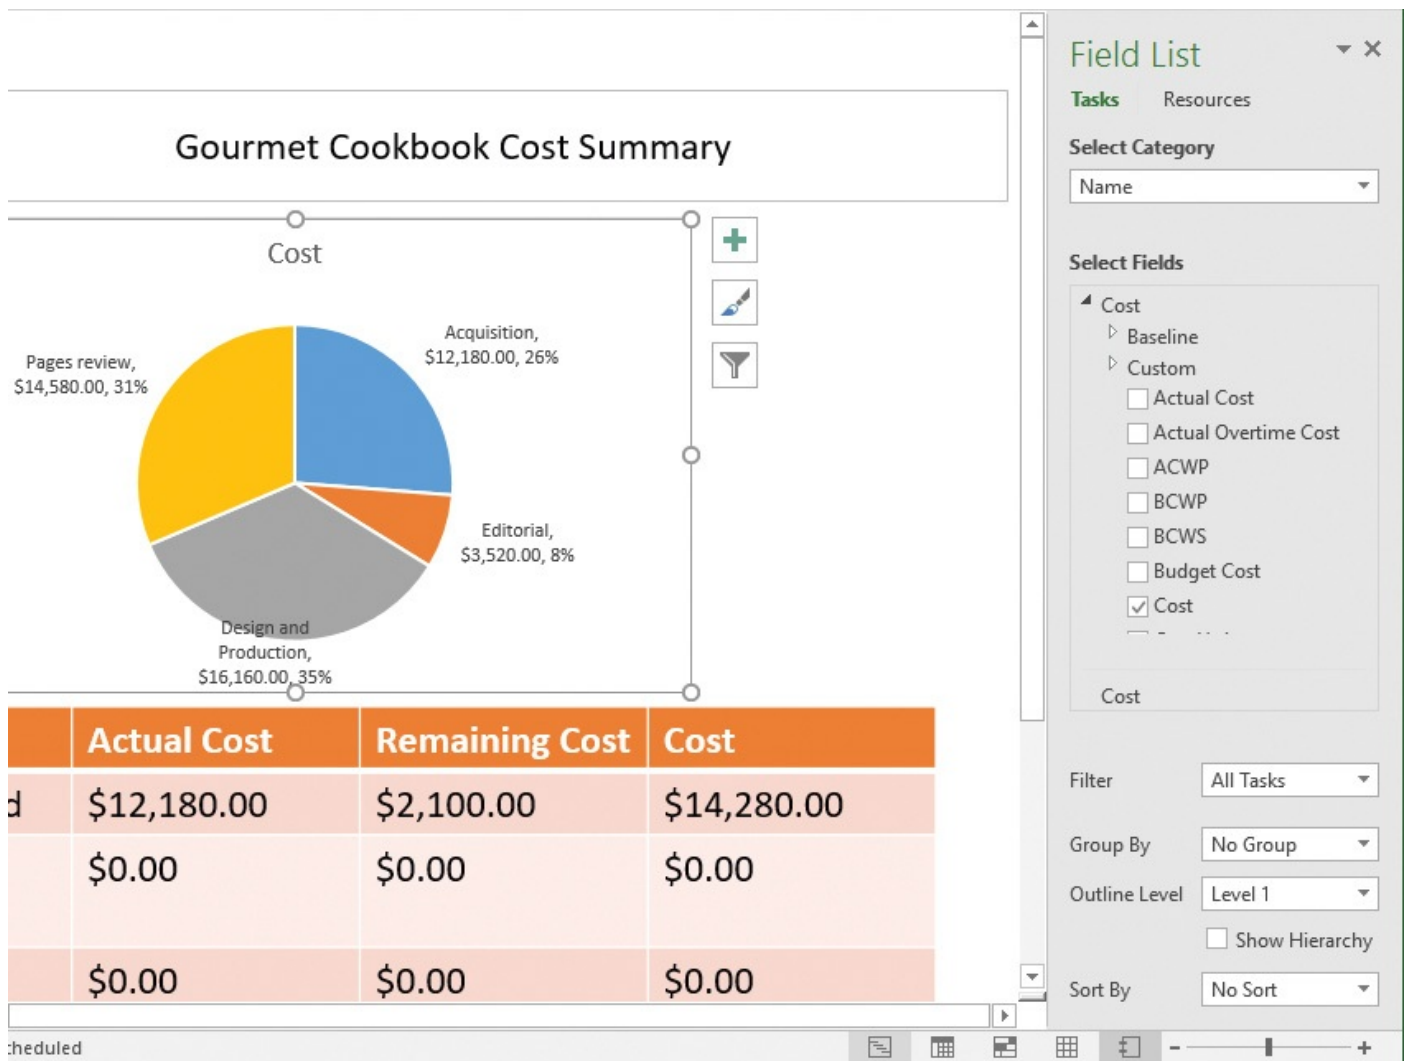 Field List
Tasks Resources
Select Category
Name
Select Fields
Cost
Baseline
Custom
Actual Cost
Actual Overtime Cost
ACWP
BCWP
BCWS
Budget Cost
Cost
Cost
Filter All Tasks
Group By No Group
Outline Level Level 1
Show Hierarchy
Sort By No Sort
Gourmet Cookbook Cost Summary
Cost
Acquisition,
$12,180.00, 26%
Pages review,
$14,580.00, 31%
Editorial,
$3,520.00, 8%
Design and
Production,
$16,160.00, 35%
Actual Cost Remaining Cost Cost
d $12,180.00 $2,100.00 $14,280.00
$0.00 $0.00 $0.00
$0.00 $0.00 $0.00
cheduled